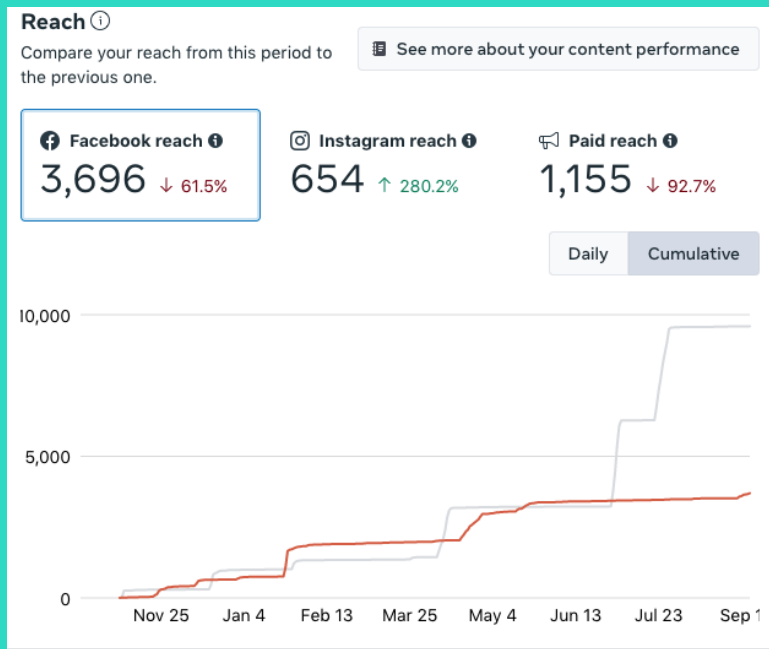 Reach
Compare your reach from this period to
the previous one.
See more about your content performance
Facebook reach
3,696 ↓ 61.5%
Instagram reach
654 ↑ 280.2%
Paid reach
1,155 ↓ 92.7%
Daily
Cumulative
10,000
5,000
0
Nov 25 Jan 4 Feb 13 Mar 25 May 4 Jun 13 Jul 23 Sep